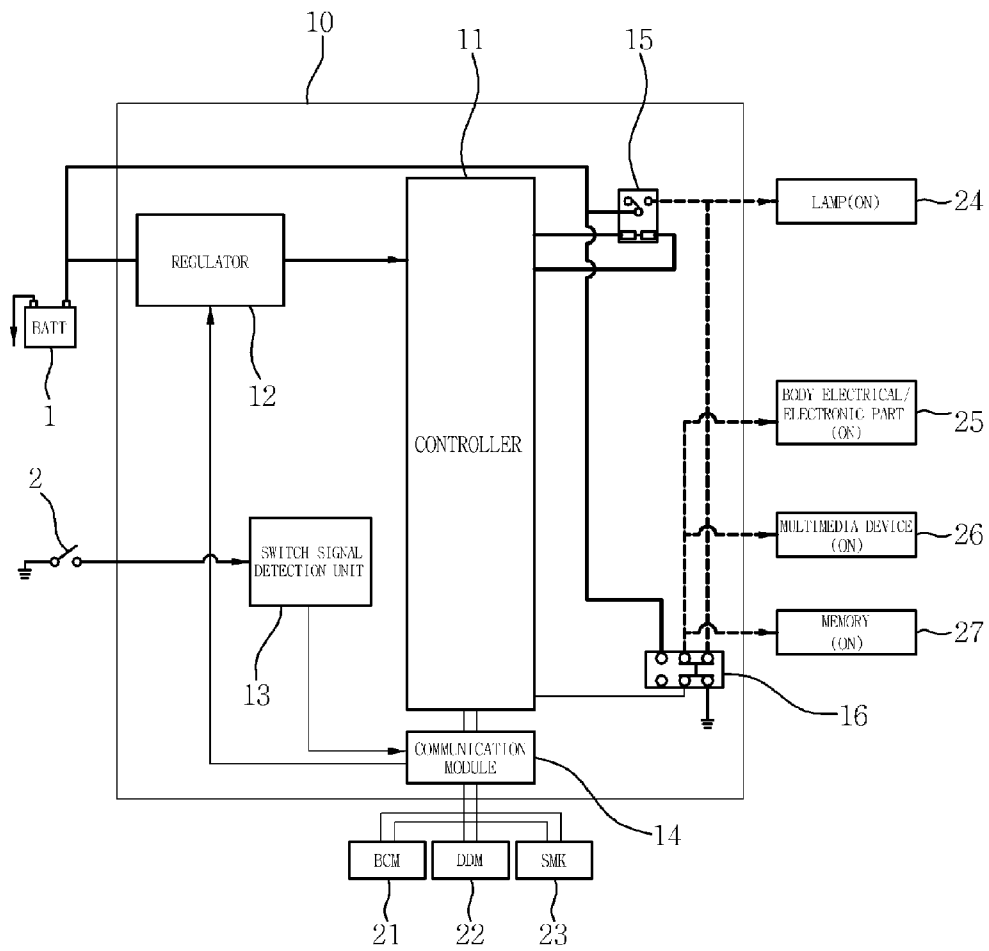 10
11
15
LAMP(ON)
24
REGULATOR
BATT
1
12
BODY ELECTRICAL/
ELECTRONIC PART
(ON)
25
CONTROLLER
2
SWITCH SIGNAL
DETECTION UNIT
MULTIMEDIA DEVICE
(ON)
26
MEMORY
(ON)
27
13
16
COMMUNICATION
MODULE
14
BCM
DDM
SMK
21
22
23